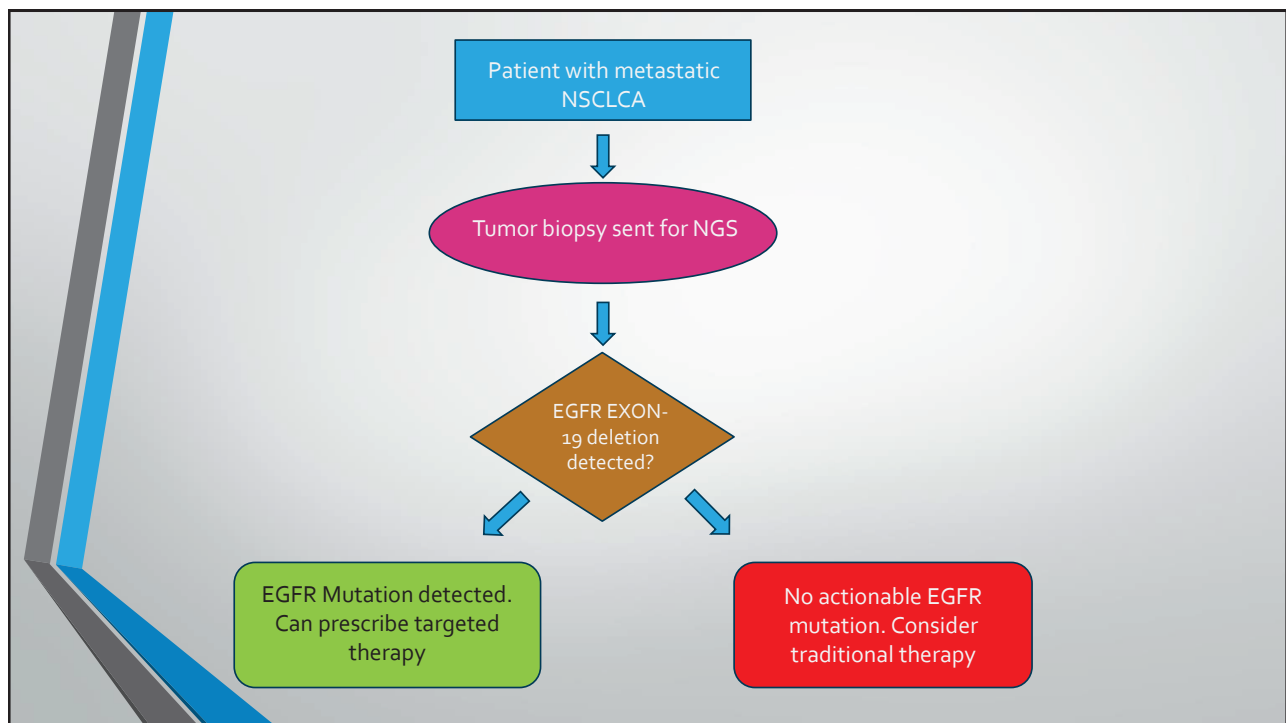 Patient with metastatic
NSCLCA
Tumor biopsy sent for NGS
EGFR EXON-
19 deletion
detected?
EGFR Mutation detected.
Can prescribe targeted
therapy
No actionable EGFR
mutation. Consider
traditional therapy